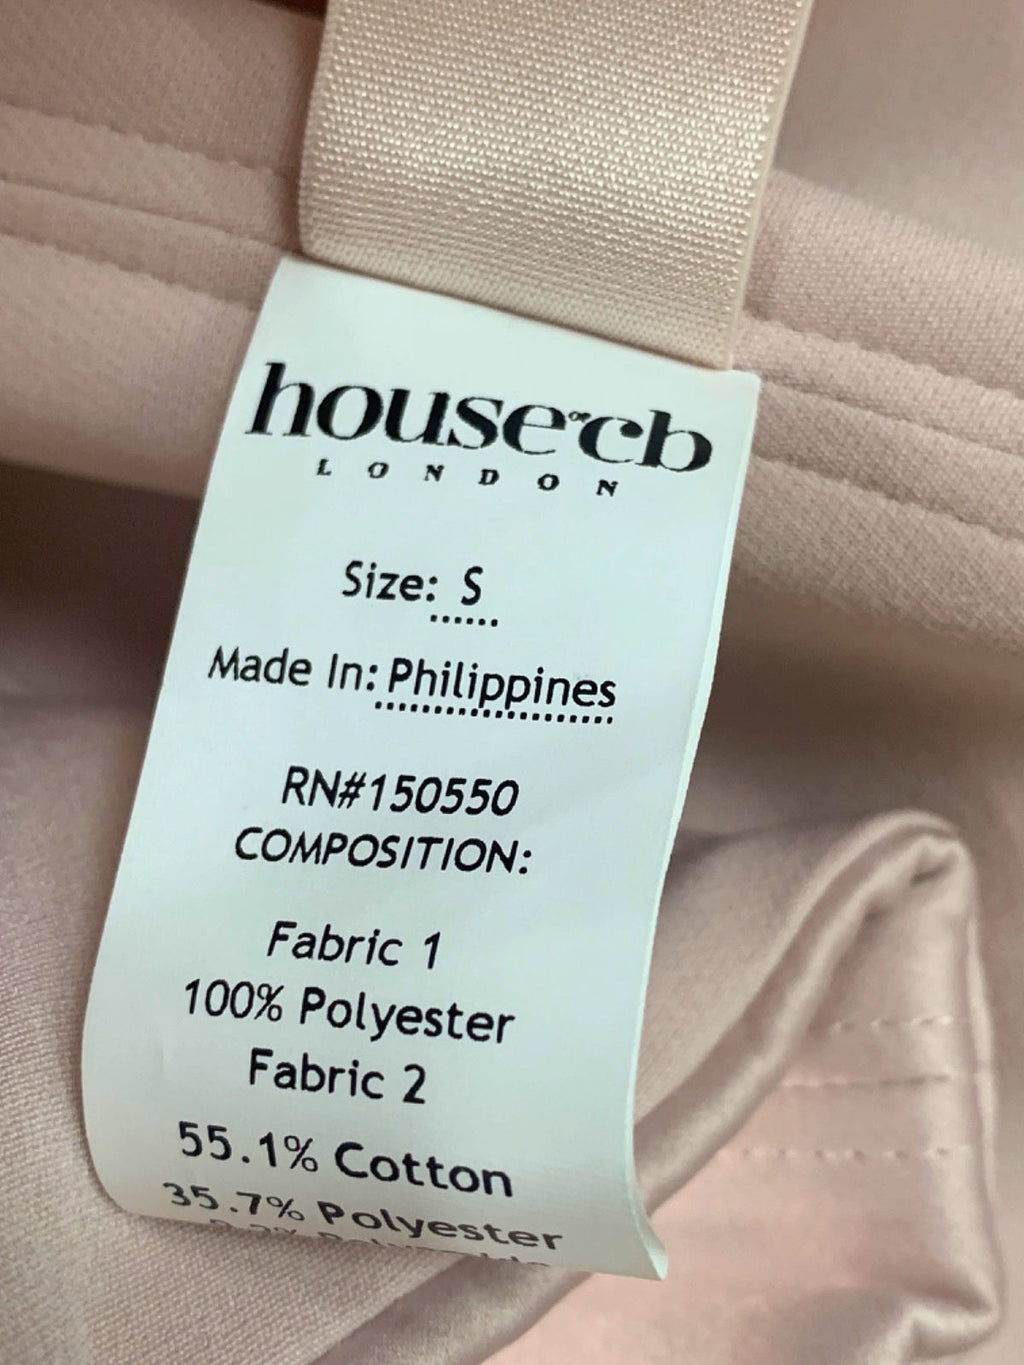 house of cb
LONDON
Size: S
Made In: Philippines
RN#150550
COMPOSITION:
Fabric 1
100% Polyester
Fabric 2
55.1% Cotton
35.7% Polyester